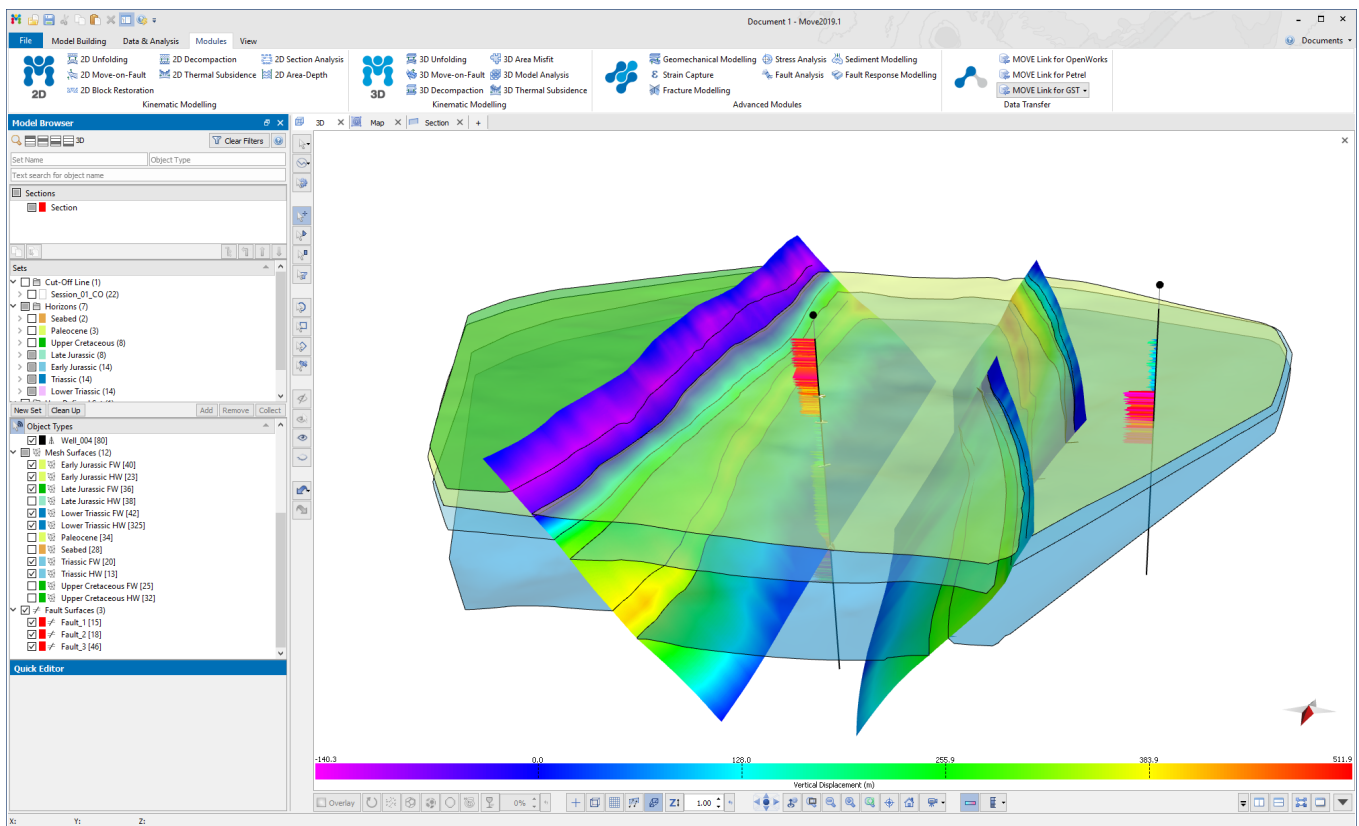 Document 1 - Move2019.1
File Model Building Data & Analysis Modules View Documents
2D Unfolding 2D Decompaction 2D Section Analysis 3D Unfolding 3D Area Misfit Geomechanical Modelling Stress Analysis Sediment Modelling MOVE Link for OpenWorks
2D Move-on-Fault 2D Thermal Subsidence 2D Area-Depth 3D Move-on-Fault 3D Model Analysis Strain Capture Fault Analysis Fault Response Modelling MOVE Link for Petrel
2D 2D Block Restoration 3D 3D Decompaction 3D Thermal Subsidence Fracture Modelling MOVE Link for GST
Kinematic Modelling Kinematic Modelling Advanced Modules Data Transfer
Model Browser 3D Map Section
3D Clear Filters
Set Name Object Type
Text search for object name
Sections
Section
Sets
Cut-Off Line (1)
Session_01_CO (22)
Horizons (7)
Seabed (2)
Paleocene (3)
Upper Cretaceous (8)
Late Jurassic (8)
Early Jurassic (14)
Triassic (14)
Lower Triassic (14)
New Set Clean Up Add Remove Collect
Object Types
Well_004 [80]
Mesh Surfaces (12)
Early Jurassic FW [40]
Early Jurassic HW [23]
Late Jurassic FW [36]
Late Jurassic HW [38]
Lower Triassic FW [42]
Lower Triassic HW [325]
Paleocene [34]
Seabed [28]
Triassic FW [20]
Triassic HW [13]
Upper Cretaceous FW [25]
Upper Cretaceous HW [32]
Fault Surfaces (3)
Fault_1 [15]
Fault_2 [18]
Fault_3 [46]
Quick Editor
-140.3 0.0 128.0 255.9 383.9 511.9
Vertical Displacement (m)
Overlay 0% Z↕ 1.00
X: Y: Z: